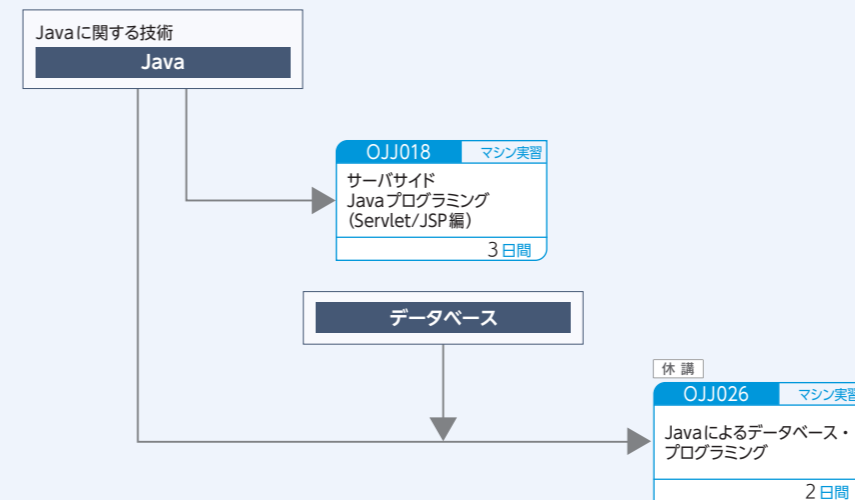 Javaに関する技術
Java
OJJ018 マシン実習
サーバサイド
Javaプログラミング
(Servlet/JSP編)
3日間
データベース
休 講
OJJ026 マシン実習
Javaによるデータベース・
プログラミング
2日間